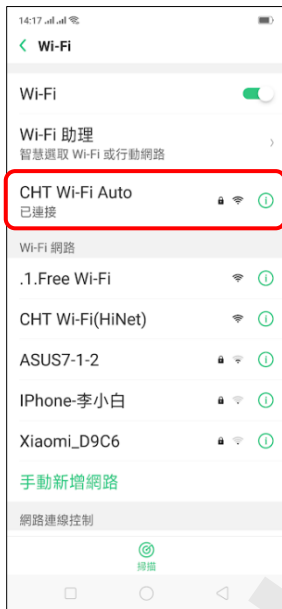 14:17
Wi-Fi
Wi-Fi
Wi-Fi 助理
智慧選取 Wi-Fi 或行動網路
CHT Wi-Fi Auto
已連接
Wi-Fi 網路
.1.Free Wi-Fi
CHT Wi-Fi(HiNet)
ASUS7-1-2
IPhone-李小白
Xiaomi_D9C6
手動新增網路
網路連線控制
掃描